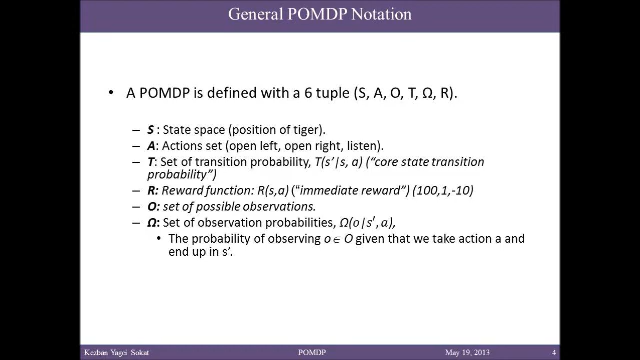 General POMDP Notation
• A POMDP is defined with a 6 tuple (S, A, O, T, Ω, R).
– S : State space (position of tiger).
– A: Actions set (open left, open right, listen).
– T: Set of transition probability, T(s'|s, a) ("core state transition
probability")
– R: Reward function: R(s,a) ("immediate reward") (100,1,-10)
– O: set of possible observations.
– Ω: Set of observation probabilities, Ω(o|s′, a),
• The probability of observing o ∈ O given that we take action a and
end up in s'.
Kezban Yagci Sokat POMDP May 19, 2013 4